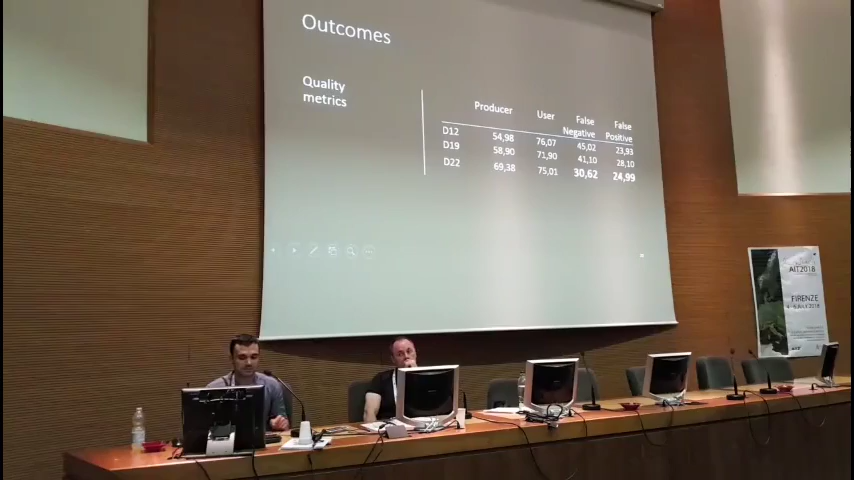 Outcomes
Quality
metrics
Producer User False Negative False Positive
D12 54,98 76,07 45,02 23,93
D19 58,90 71,90 41,10 28,10
D22 69,38 75,01 30,62 24,99
AIT2018
FIRENZE